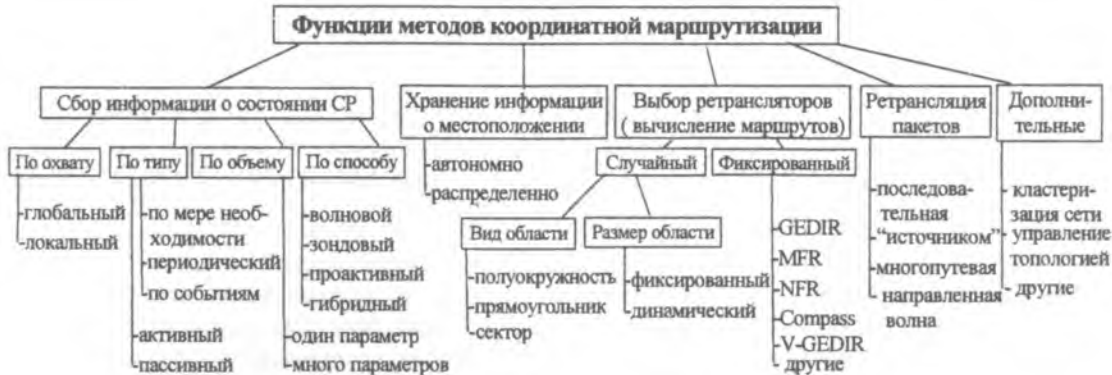 Функции методов координатной маршрутизации
Сбор информации о состоянии СР
По охвату
-глобальный
-локальный
По типу
-по мере необ-
ходимости
-периодический
-по событиям
-активный
-пассивный
По объему
-один параметр
-много параметров
По способу
-волновой
-зондовый
-проактивный
-гибридный
Хранение информации
о местоположении
-автономно
-распределенно
Выбор ретрансляторов
( вычисление маршрутов)
Случайный
Вид области
-полуокружность
-прямоугольник
-сектор
Размер области
-фиксированный
-динамический
Фиксированный
-GEDIR
-MFR
-NFR
-Compass
-V-GEDIR
- другие
Ретрансляция
пакетов
-последова-
тельная
-“источником”
-многопутевая
- направленная
волна
Дополни-
тельные
-кластери-
зация сети
-управление
топологией
- другие